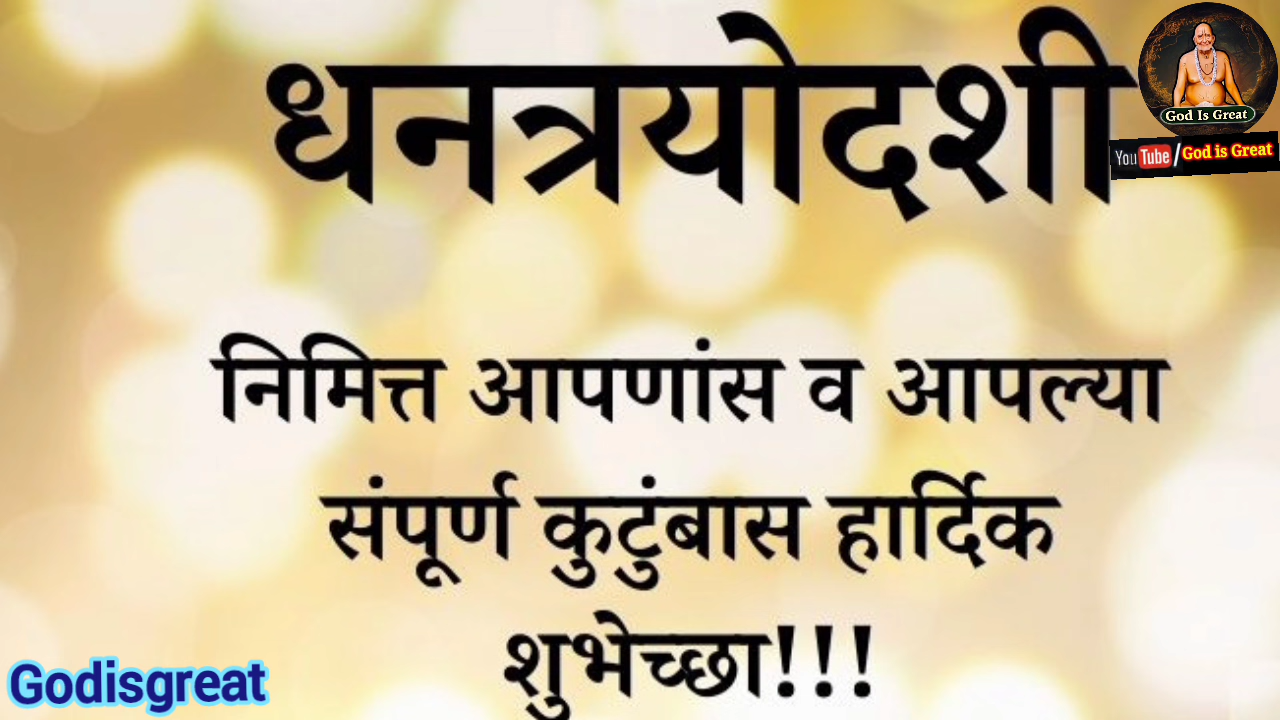 धनत्रयोदशी
God Is Great
YouTube/God is Great
निमित्त आपणांस व आपल्या
संपूर्ण कुटुंबास हार्दिक
शुभेच्छा!!!
Godisgreat